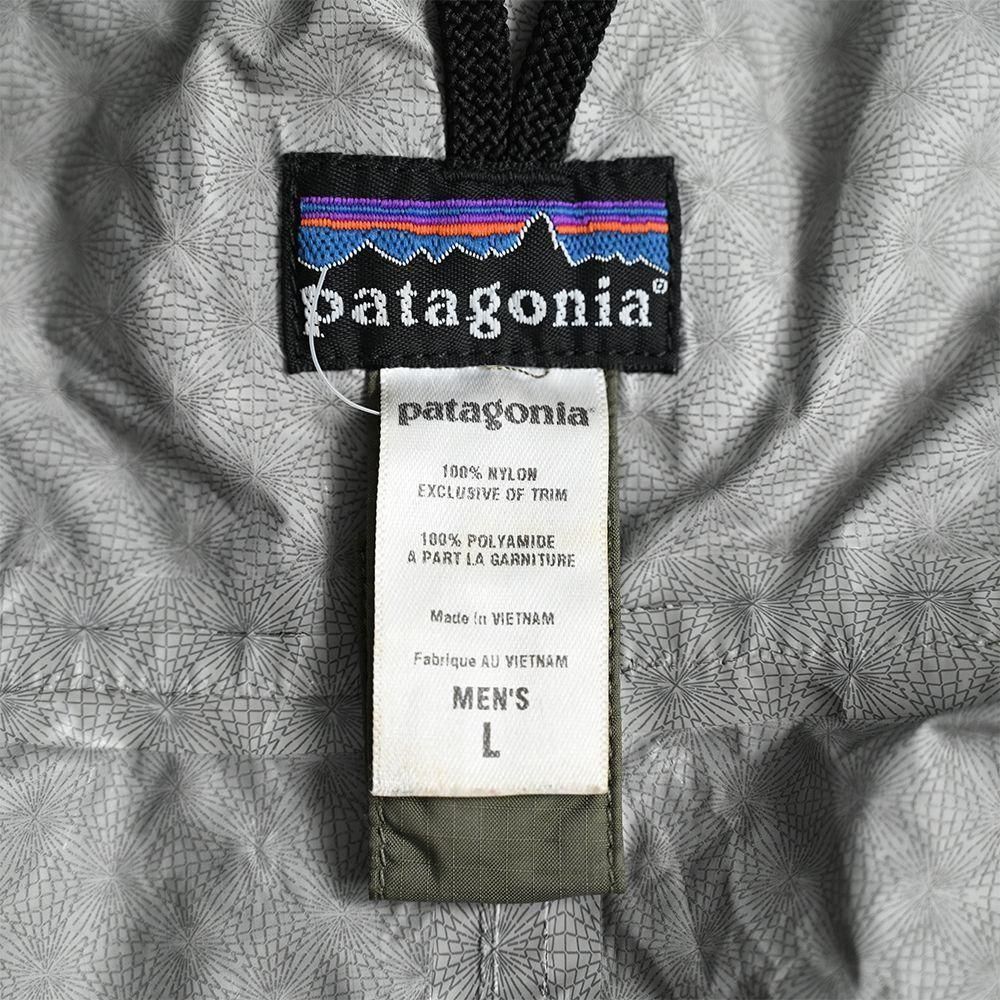 patagonia®
patagonia®
100% NYLON
EXCLUSIVE OF TRIM
100% POLYAMIDE
A PART LA GARNITURE
Made in VIETNAM
Fabrique AU VIETNAM
MEN'S
L